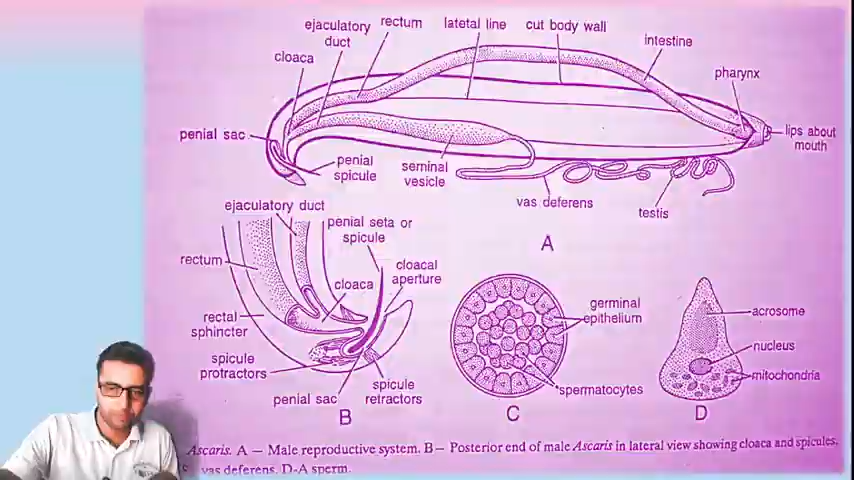 ejaculatory
duct
rectum
latetal line
cut body wall
intestine
cloaca
pharynx
penial sac
lips about
mouth
penial
spicule
seminal
vesicle
vas deferens
testis
A
ejaculatory duct
penial seta or
spicule
rectum
cloacal
aperture
cloaca
rectal
sphincter
spicule
protractors
penial sac
spicule
retractors
B
germinal
epithelium
spermatocytes
C
acrosome
nucleus
mitochondria
D
Ascaris. A — Male reproductive system. B— Posterior end of male Ascaris in lateral view showing cloaca and spicules.
vas deferens. D-A sperm.